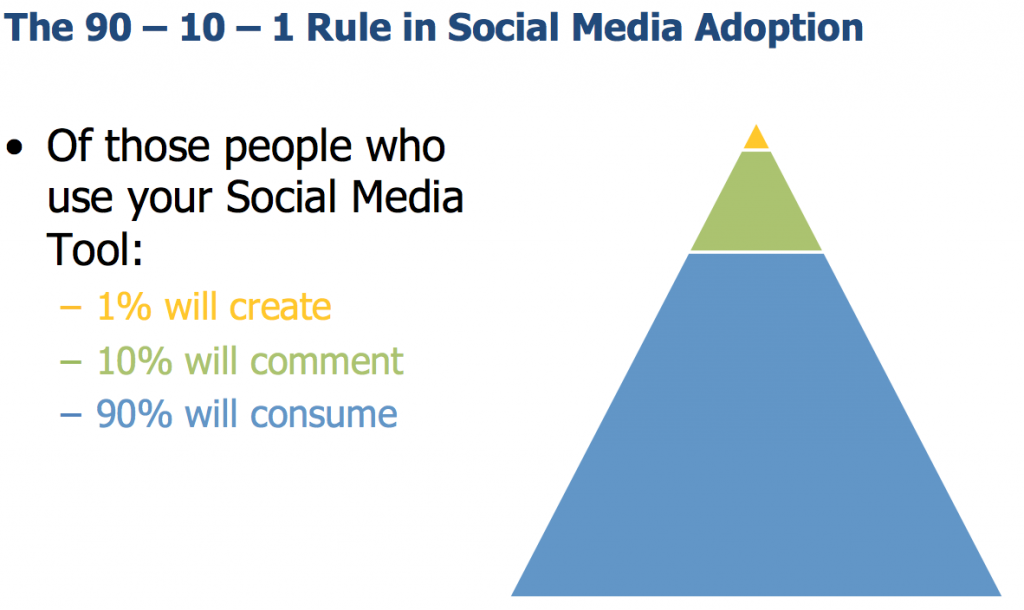 The 90 – 10 – 1 Rule in Social Media Adoption
• Of those people who
use your Social Media
Tool:
– 1% will create
– 10% will comment
– 90% will consume